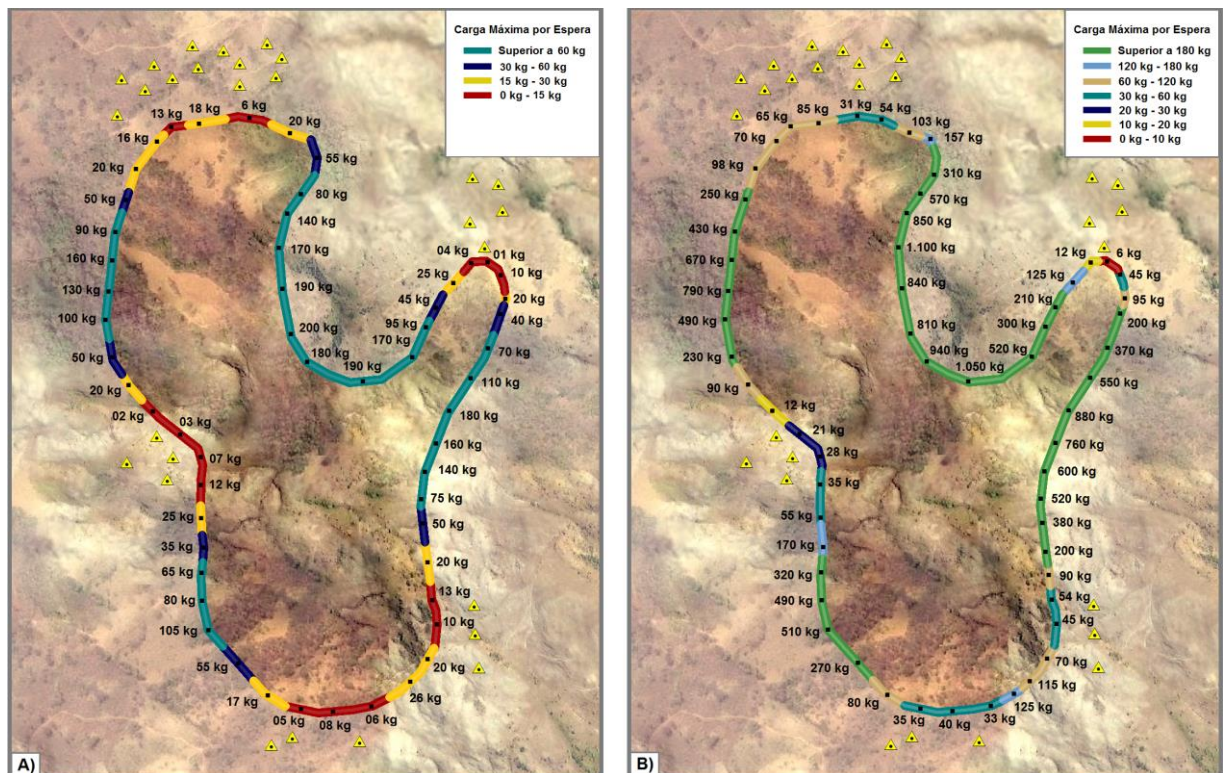 Carga Máxima por Espera
Superior a 60 kg
30 kg - 60 kg
15 kg - 30 kg
0 kg - 15 kg
18 kg
6 kg
13 kg
20 kg
16 kg
55 kg
20 kg
80 kg
50 kg
140 kg
90 kg
170 kg
04 kg
01 kg
160 kg
25 kg
10 kg
130 kg
190 kg
45 kg
20 kg
100 kg
200 kg
95 kg
40 kg
170 kg
50 kg
180 kg
70 kg
190 kg
20 kg
110 kg
02 kg
180 kg
03 kg
160 kg
07 kg
140 kg
12 kg
75 kg
25 kg
50 kg
35 kg
20 kg
65 kg
13 kg
80 kg
10 kg
105 kg
20 kg
55 kg
26 kg
17 kg
05 kg
08 kg
06 kg
A)
Carga Máxima por Espera
Superior a 180 kg
120 kg - 180 kg
60 kg - 120 kg
30 kg - 60 kg
20 kg - 30 kg
10 kg - 20 kg
0 kg - 10 kg
85 kg
31 kg
54 kg
65 kg
103 kg
70 kg
157 kg
98 kg
310 kg
250 kg
570 kg
430 kg
850 kg
670 kg
1.100 kg
12 kg
6 kg
790 kg
840 kg
125 kg
45 kg
490 kg
210 kg
95 kg
810 kg
300 kg
200 kg
230 kg
940 kg
520 kg
370 kg
90 kg
1.050 kg
550 kg
12 kg
880 kg
21 kg
760 kg
28 kg
600 kg
35 kg
520 kg
55 kg
380 kg
170 kg
200 kg
320 kg
90 kg
490 kg
54 kg
510 kg
45 kg
270 kg
70 kg
80 kg
115 kg
35 kg
40 kg
33 kg
125 kg
B)